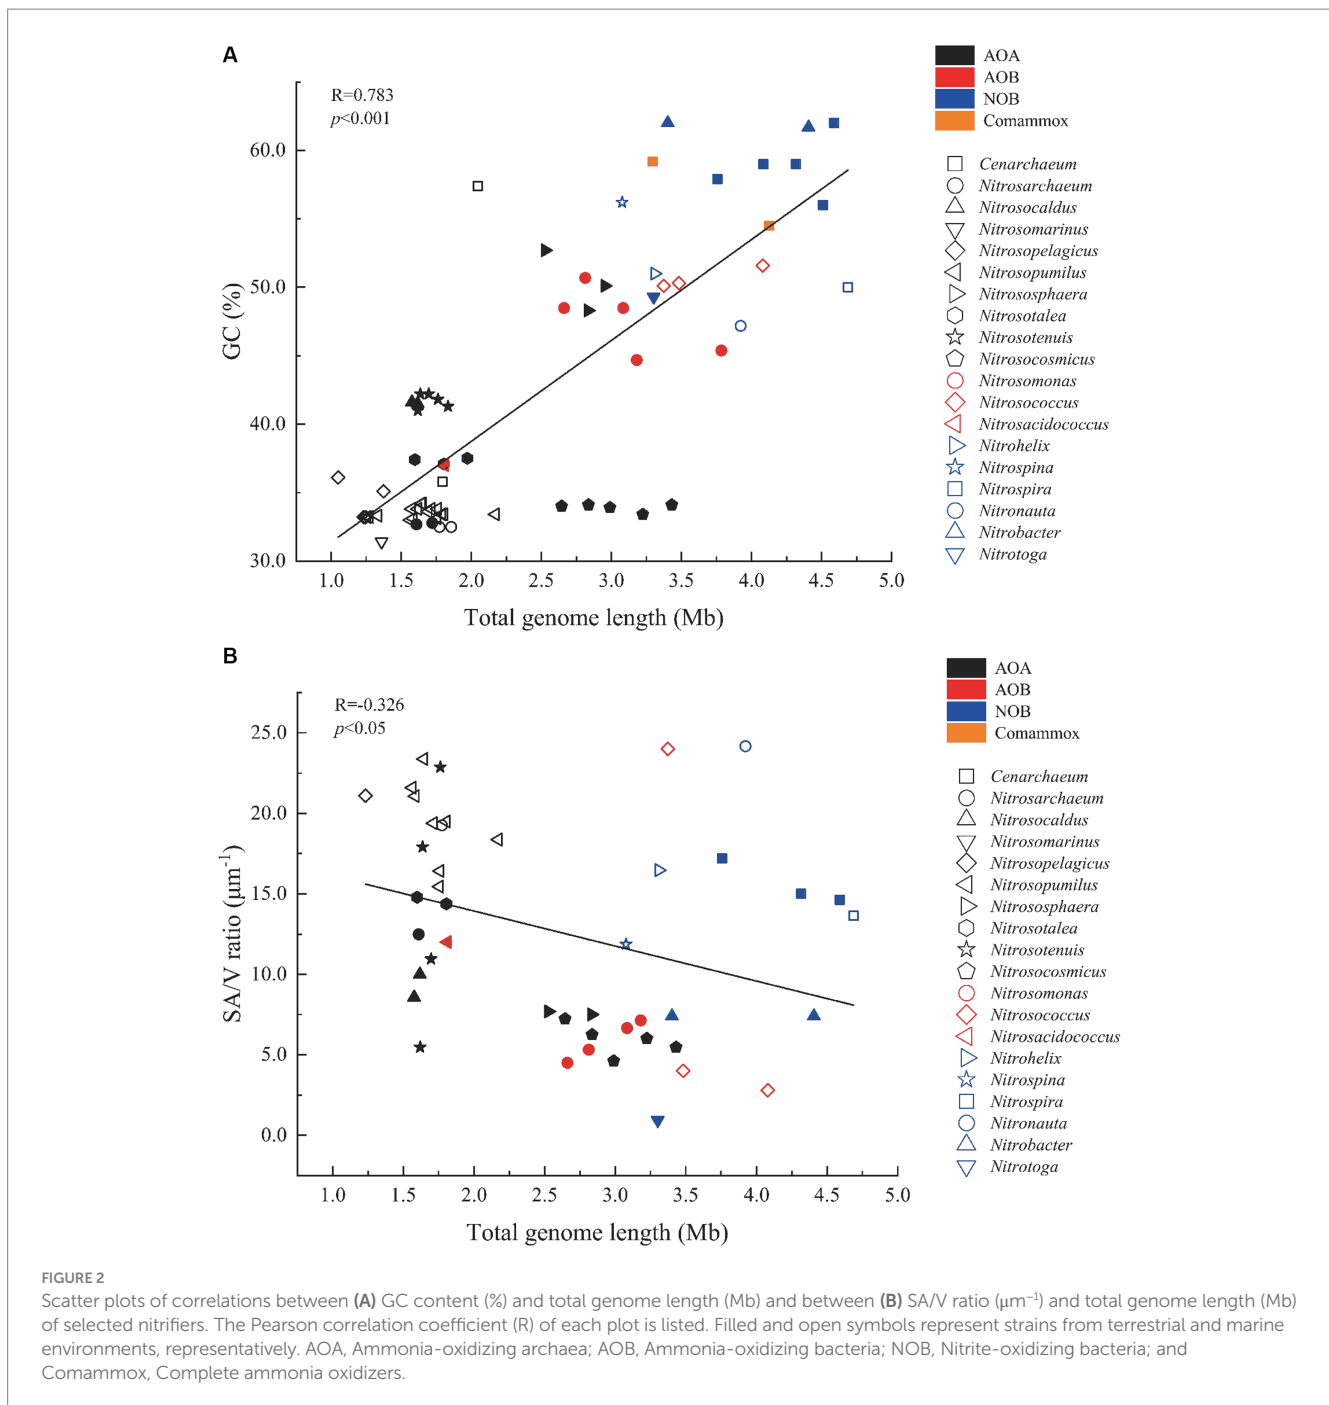 A
R=0.783
p<0.001
60.0
50.0
40.0
30.0
GC (%)
1.0 1.5 2.0 2.5 3.0 3.5 4.0 4.5 5.0
Total genome length (Mb)
AOA
AOB
NOB
Comammox
Cenarchaeum
Nitrosarchaeum
Nitrosocaldus
Nitrosomarinus
Nitrosopelagicus
Nitrosopumilus
Nitrososphaera
Nitrosotalea
Nitrosotenuis
Nitrosocosmicus
Nitrosomonas
Nitrosococcus
Nitrosacidococcus
Nitrohelix
Nitrospina
Nitrospira
Nitronauta
Nitrobacter
Nitrotoga
B
R=-0.326
p<0.05
25.0
20.0
15.0
10.0
5.0
0.0
SA/V ratio (μm⁻¹)
1.0 1.5 2.0 2.5 3.0 3.5 4.0 4.5 5.0
Total genome length (Mb)
AOA
AOB
NOB
Comammox
Cenarchaeum
Nitrosarchaeum
Nitrosocaldus
Nitrosomarinus
Nitrosopelagicus
Nitrosopumilus
Nitrososphaera
Nitrosotalea
Nitrosotenuis
Nitrosocosmicus
Nitrosomonas
Nitrosococcus
Nitrosacidococcus
Nitrohelix
Nitrospina
Nitrospira
Nitronauta
Nitrobacter
Nitrotoga
FIGURE 2
Scatter plots of correlations between (A) GC content (%) and total genome length (Mb) and between (B) SA/V ratio (μm⁻¹) and total genome length (Mb)
of selected nitrifiers. The Pearson correlation coefficient (R) of each plot is listed. Filled and open symbols represent strains from terrestrial and marine
environments, representatively. AOA, Ammonia-oxidizing archaea; AOB, Ammonia-oxidizing bacteria; NOB, Nitrite-oxidizing bacteria; and
Comammox, Complete ammonia oxidizers.